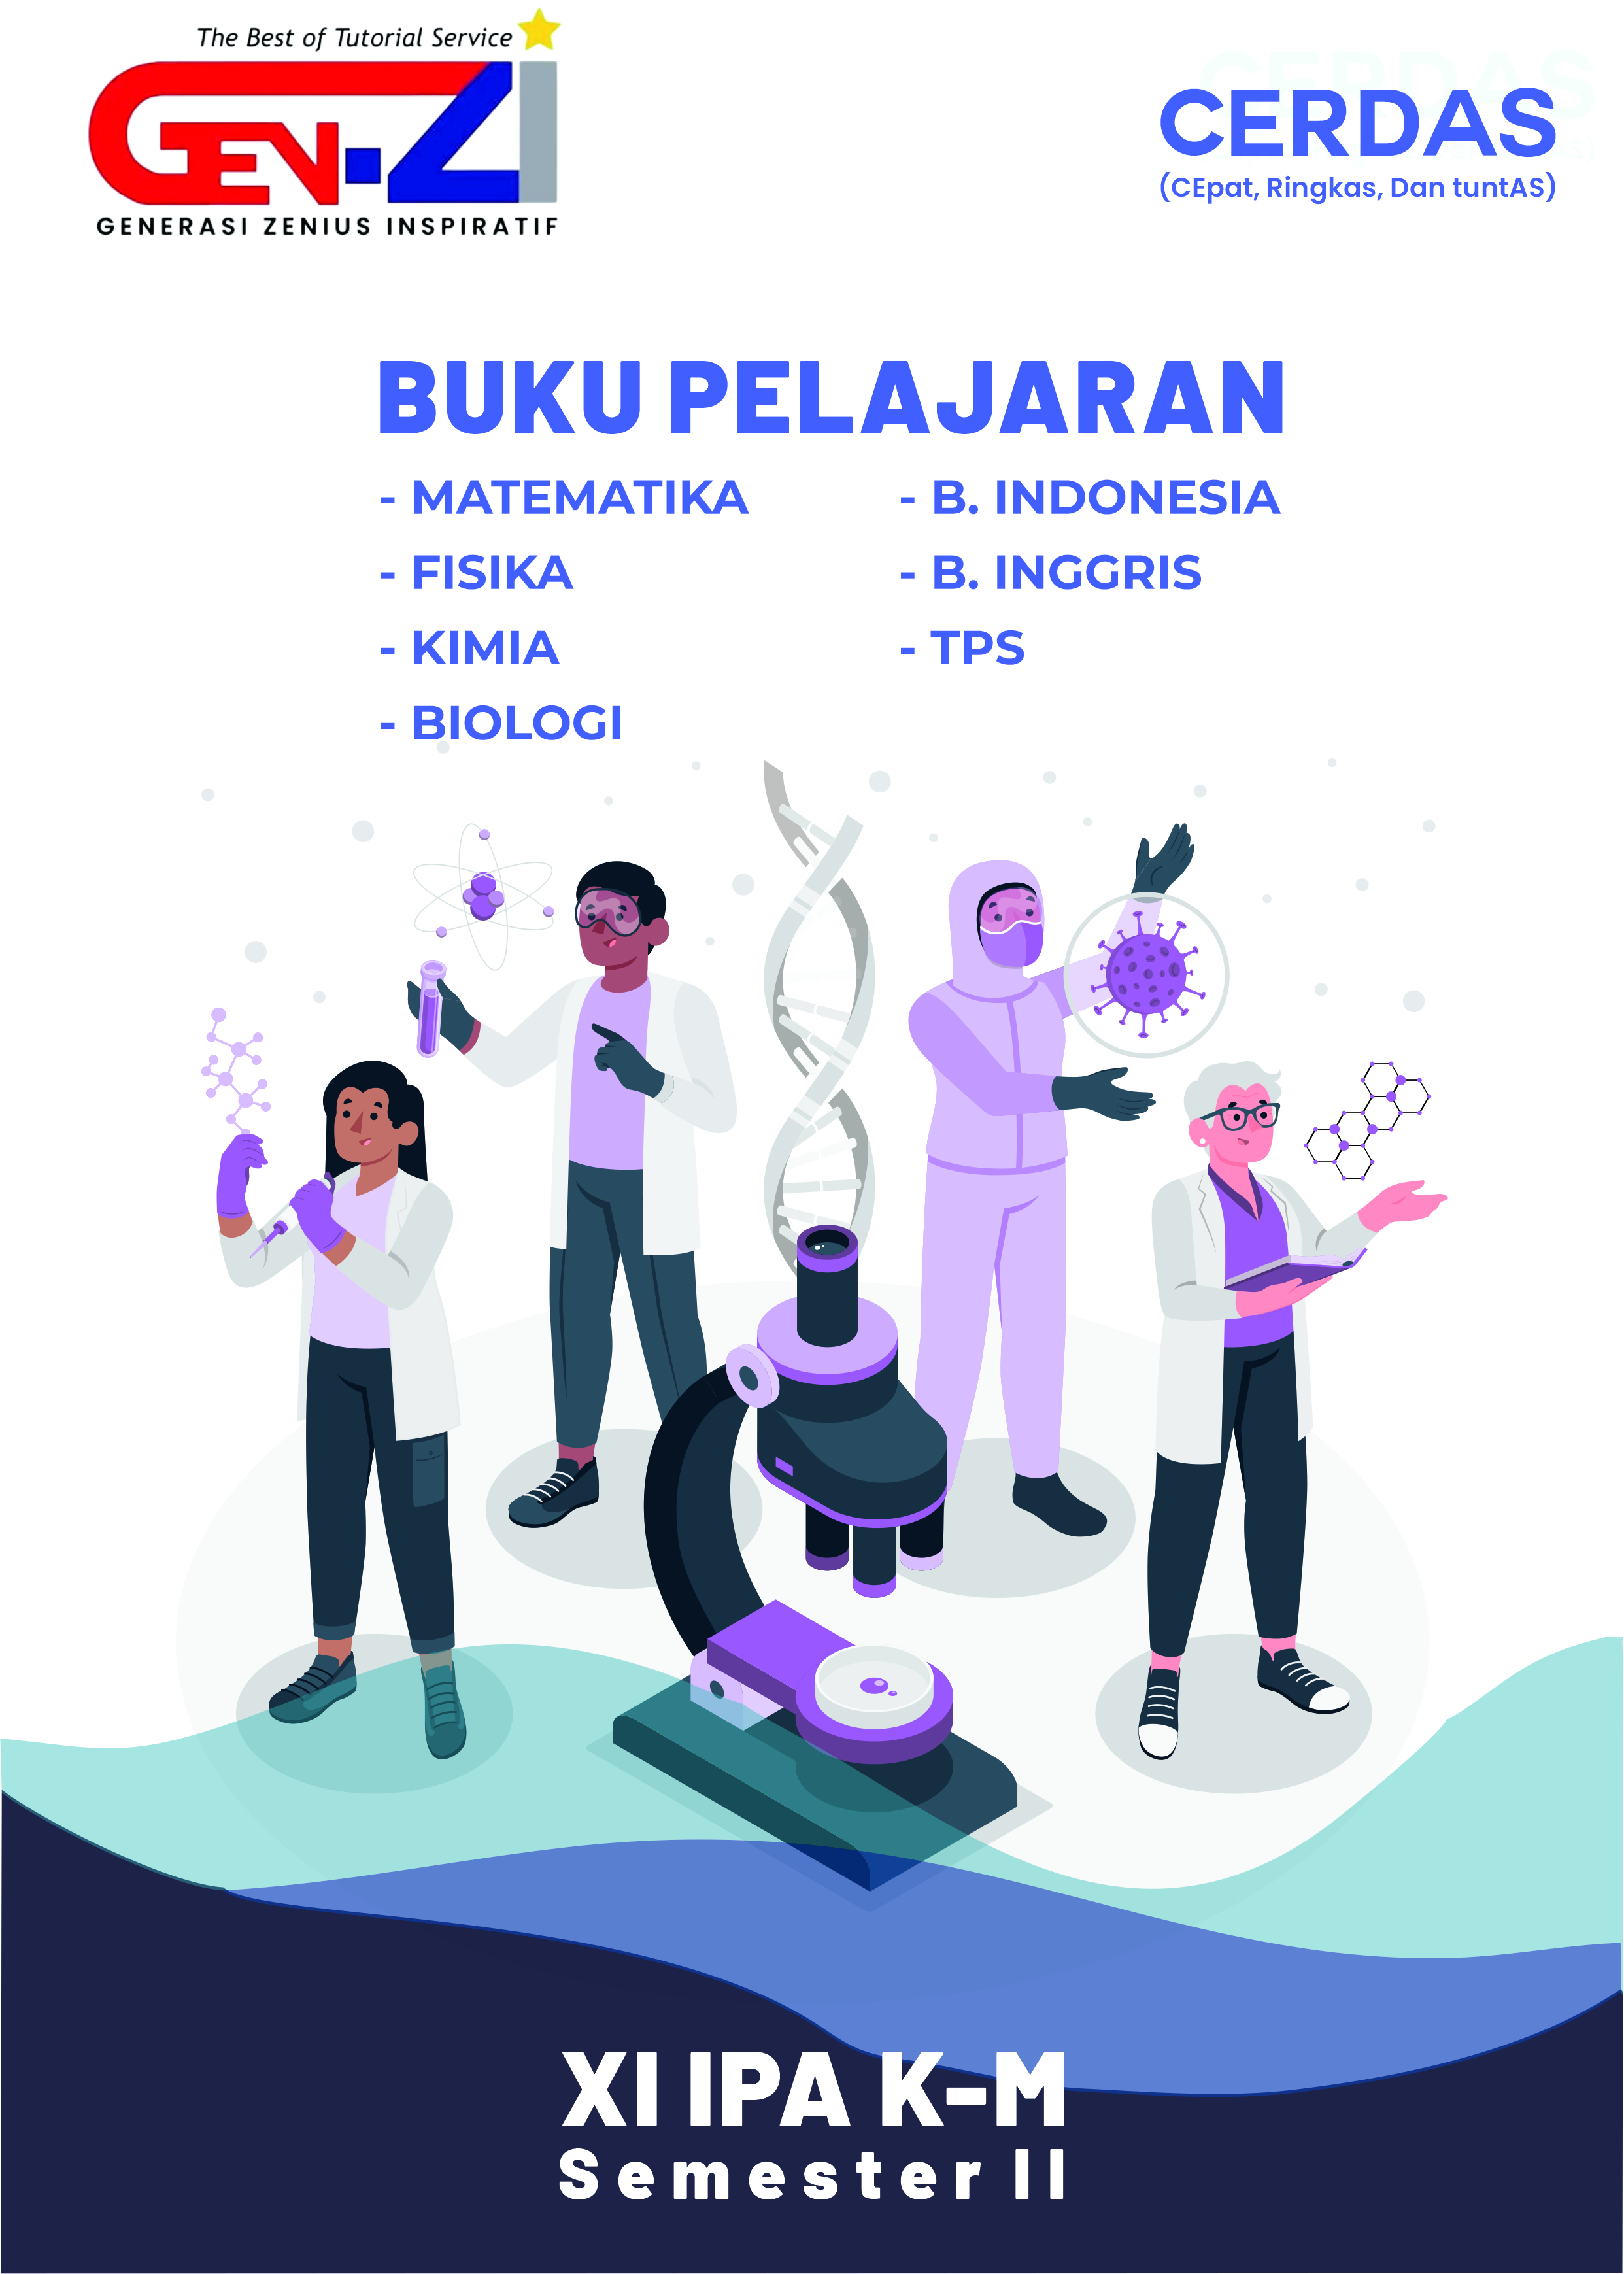 The Best of Tutorial Service
GEN-ZI
GENERASI ZENIUS INSPIRATIF
CERDAS
(CEpat, Ringkas, Dan tuntAS)
BUKU PELAJARAN
- MATEMATIKA
- FISIKA
- KIMIA
- BIOLOGI
- B. INDONESIA
- B. INGGRIS
- TPS
XI IPA K-M
Semester II